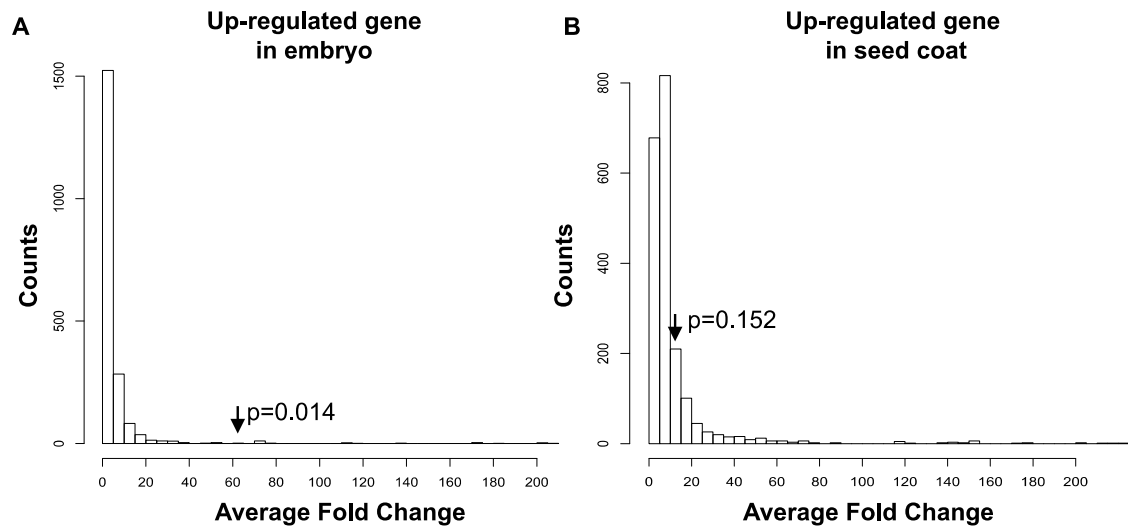 A
Up-regulated gene
in embryo
1500
1000
500
0
Counts
p=0.014
0 20 40 60 80 100 120 140 160 180 200
Average Fold Change
B
Up-regulated gene
in seed coat
800
600
400
200
0
Counts
p=0.152
0 20 40 60 80 100 120 140 160 180 200
Average Fold Change